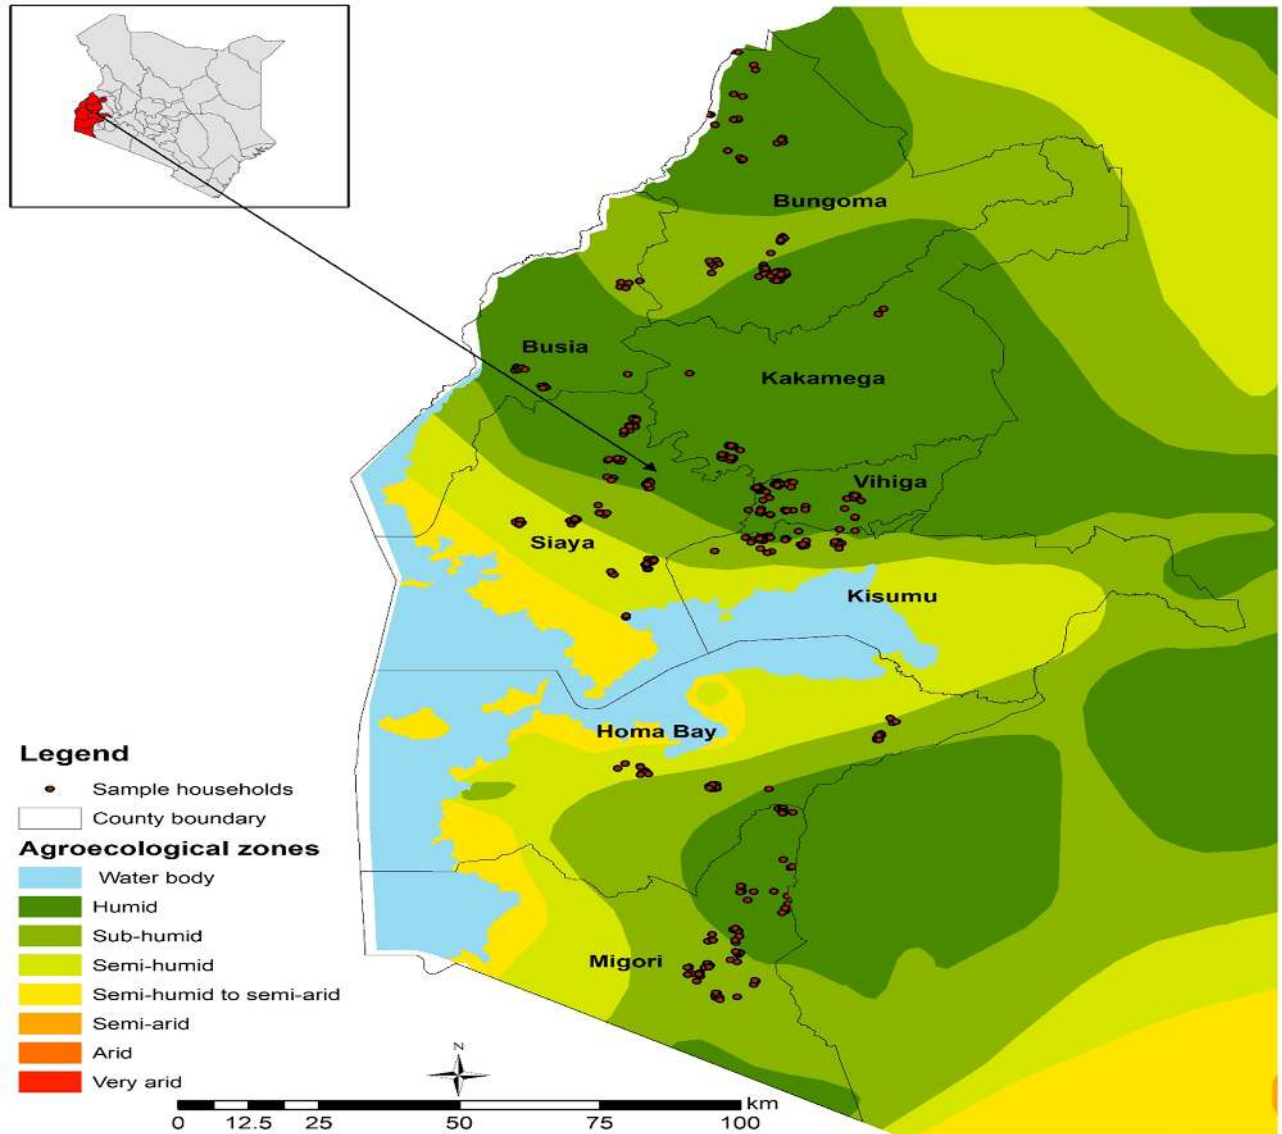 Bungoma
Busia
Kakamega
Vihiga
Siaya
Kisumu
Homa Bay
Migori
Legend
Sample households
County boundary
Agroecological zones
Water body
Humid
Sub-humid
Semi-humid
Semi-humid to semi-arid
Semi-arid
Arid
Very arid
N
km
0 12.5 25 50 75 100